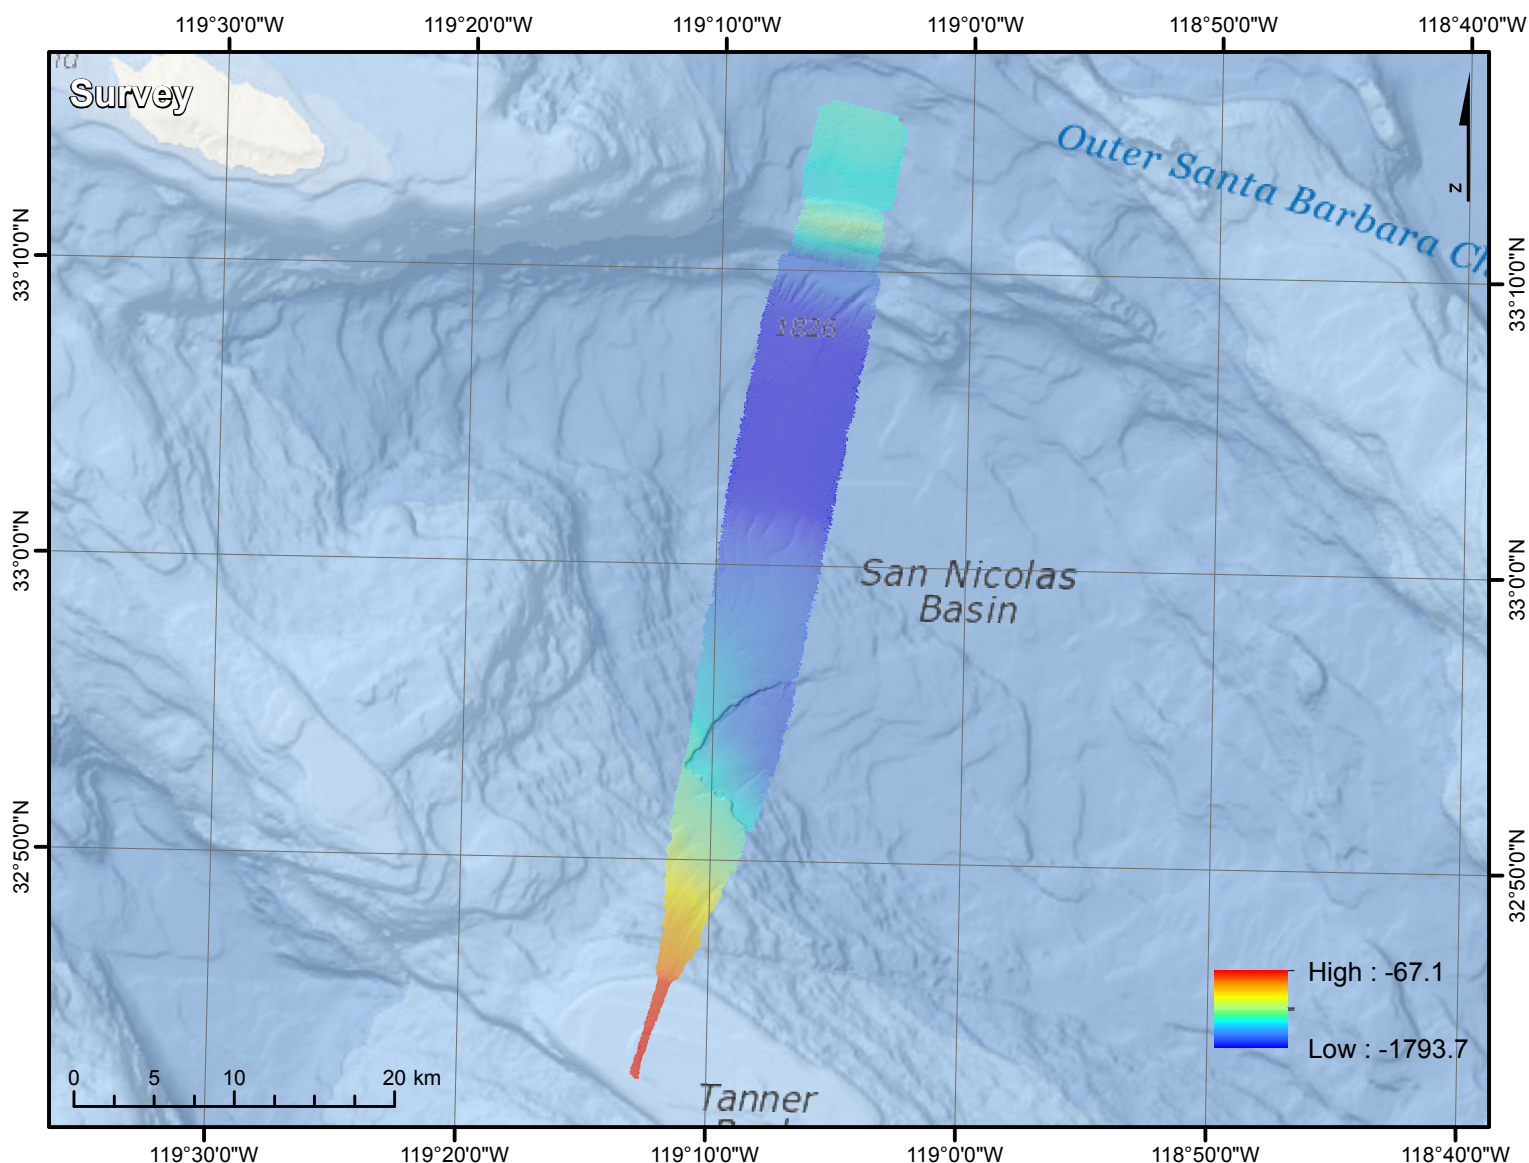 119°30'0"W 119°20'0"W 119°10'0"W 119°0'0"W 118°50'0"W 118°40'0"W
Survey
Outer Santa Barbara Ch
N
33°10'0"N 33°10'0"N
1826
33°0'0"N 33°0'0"N
San Nicolas
Basin
32°50'0"N 32°50'0"N
High : -67.1
Low : -1793.7
0 5 10 20 km
Tanner
119°30'0"W 119°20'0"W 119°10'0"W 119°0'0"W 118°50'0"W 118°40'0"W